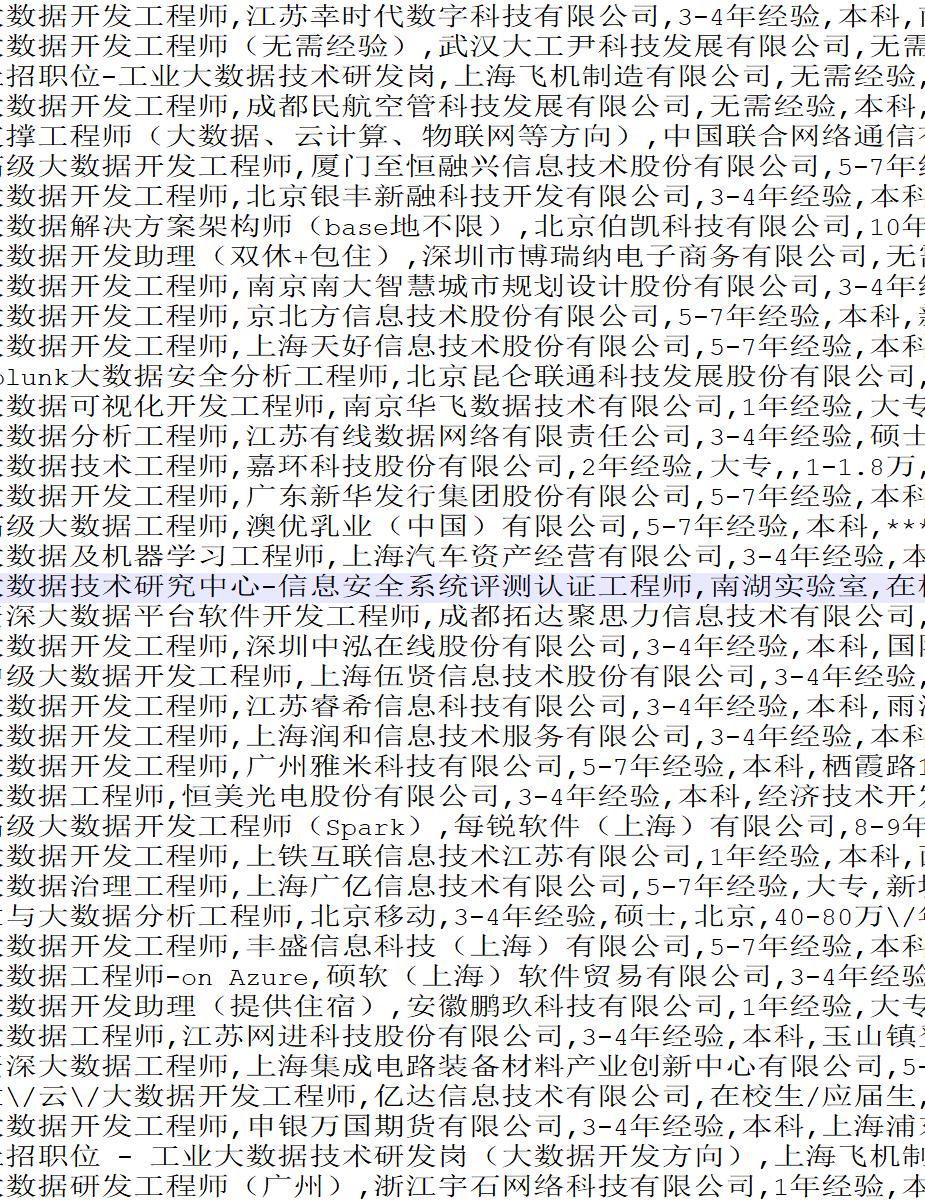 数据开发工程师,江苏幸时代数字科技有限公司,3-4年经验,本科,
数据开发工程师（无需经验）,武汉大工尹科技发展有限公司,无需
招职位-工业大数据技术研发岗,上海飞机制造有限公司,无需经验,
数据开发工程师,成都民航空管科技发展有限公司,无需经验,本科,
撑工程师（大数据、云计算、物联网等方向）,中国联合网络通信
级大数据开发工程师,厦门至恒融兴信息技术股份有限公司,5-7年
数据开发工程师,北京银丰新融科技开发有限公司,3-4年经验,本科
数据解决方案架构师（base地不限）,北京伯凯科技有限公司,10年
数据开发助理（双休+包住）,深圳市博瑞纳电子商务有限公司,无
数据开发工程师,南京南大智慧城市规划设计股份有限公司,3-4年
数据开发工程师,京北方信息技术股份有限公司,5-7年经验,本科,
数据开发工程师,上海天好信息技术股份有限公司,5-7年经验,本科
plunk大数据安全分析工程师,北京昆仑联通科技发展股份有限公司,
数据可视化开发工程师,南京华飞数据技术有限公司,1年经验,大专
数据分析工程师,江苏有线数据网络有限责任公司,3-4年经验,硕士
数据技术工程师,嘉环科技股份有限公司,2年经验,大专,,1-1.8万,
数据开发工程师,广东新华发行集团股份有限公司,5-7年经验,本科
级大数据工程师,澳优乳业（中国）有限公司,5-7年经验,本科,***
数据及机器学习工程师,上海汽车资产经营有限公司,3-4年经验,本
数据技术研究中心-信息安全系统评测认证工程师,南湖实验室,在
深大数据平台软件开发工程师,成都拓达聚思力信息技术有限公司,
数据开发工程师,深圳中泓在线股份有限公司,3-4年经验,本科,国
级大数据开发工程师,上海伍贤信息技术股份有限公司,3-4年经验,
数据开发工程师,江苏睿希信息科技有限公司,3-4年经验,本科,雨
数据开发工程师,上海润和信息技术服务有限公司,3-4年经验,本科
数据开发工程师,广州雅米科技有限公司,5-7年经验,本科,栖霞路1
数据工程师,恒美光电股份有限公司,3-4年经验,本科,经济技术开
级大数据开发工程师（Spark）,每锐软件（上海）有限公司,8-9年
数据开发工程师,上铁互联信息技术江苏有限公司,1年经验,本科,
数据治理工程师,上海广亿信息技术有限公司,5-7年经验,大专,新
与大数据分析工程师,北京移动,3-4年经验,硕士,北京,40-80万\/
数据开发工程师,丰盛信息科技（上海）有限公司,5-7年经验,本科
数据工程师-on Azure,硕软（上海）软件贸易有限公司,3-4年经验
数据开发助理（提供住宿）,安徽鹏玖科技有限公司,1年经验,大专
数据工程师,江苏网进科技股份有限公司,3-4年经验,本科,玉山镇
深大数据工程师,上海集成电路装备材料产业创新中心有限公司,5-
\/云\/大数据开发工程师,亿达信息技术有限公司,在校生/应届生,
数据开发工程师,申银万国期货有限公司,3-4年经验,本科,上海浦
招职位 - 工业大数据技术研发岗（大数据开发方向）,上海飞机制
数据研发工程师（广州）,浙江宇石网络科技有限公司,1年经验,本